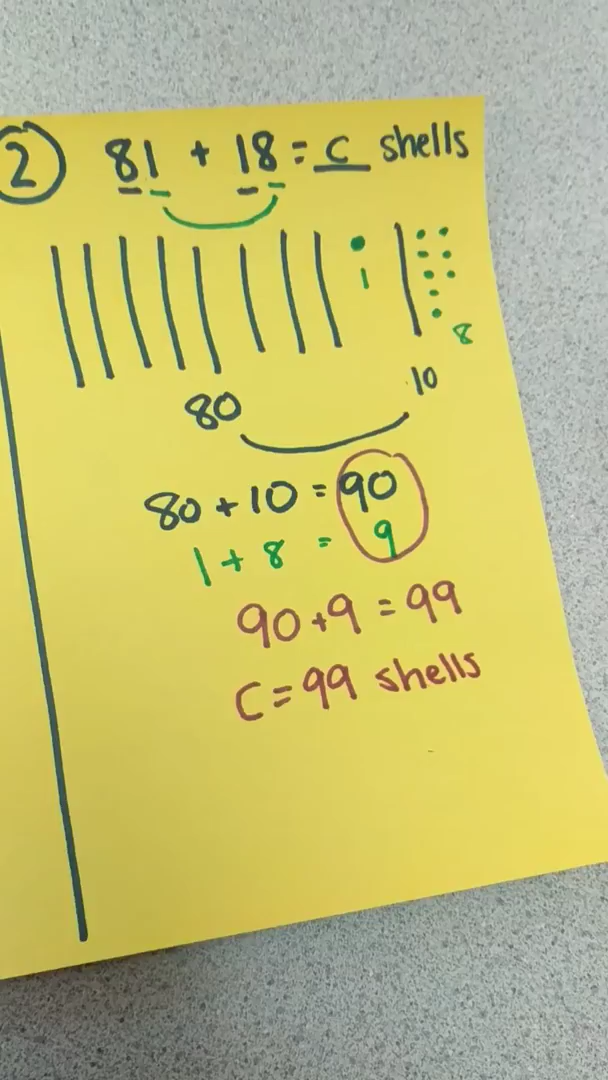 2 81 + 18 = c shells
1
8
80 10
80 + 10 = 90
1 + 8 = 9
90 + 9 = 99
C = 99 shells